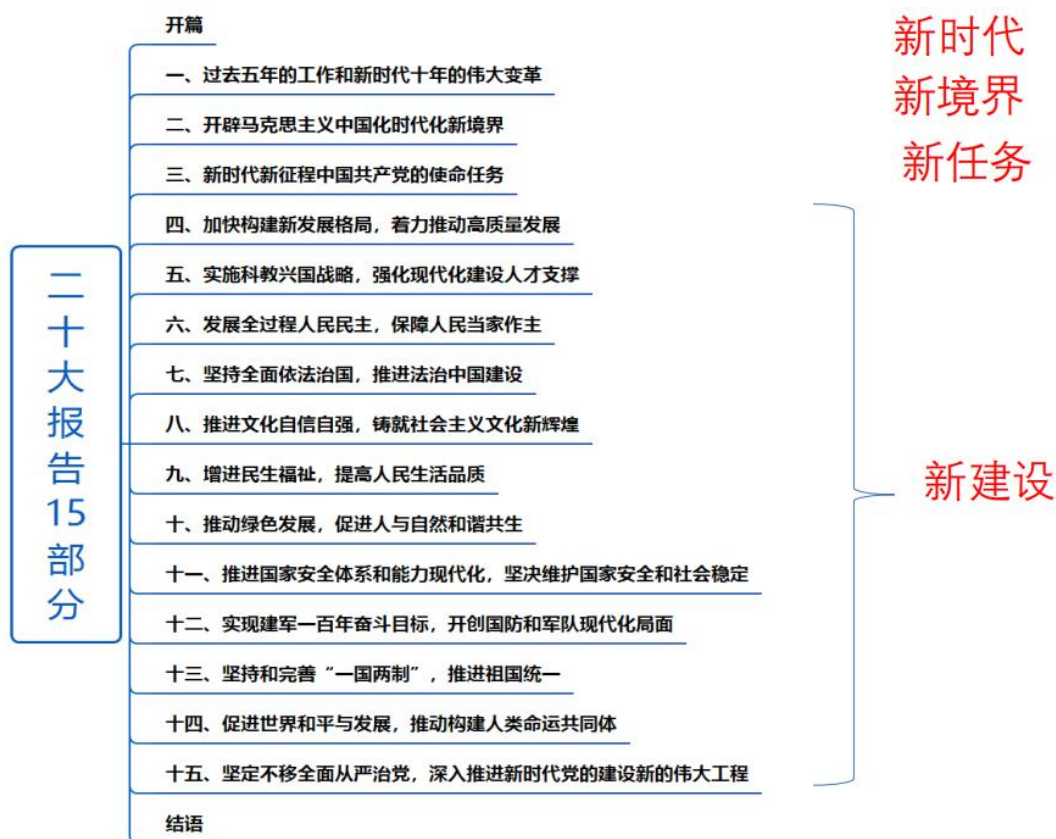 二十大报告15部分
开篇
一、过去五年的工作和新时代十年的伟大变革
二、开辟马克思主义中国化时代化新境界
三、新时代新征程中国共产党的使命任务
四、加快构建新发展格局，着力推动高质量发展
五、实施科教兴国战略，强化现代化建设人才支撑
六、发展全过程人民民主，保障人民当家作主
七、坚持全面依法治国，推进法治中国建设
八、推进文化自信自强，铸就社会主义文化新辉煌
九、增进民生福祉，提高人民生活品质
十、推动绿色发展，促进人与自然和谐共生
十一、推进国家安全体系和能力现代化，坚决维护国家安全和社会稳定
十二、实现建军一百年奋斗目标，开创国防和军队现代化局面
十三、坚持和完善“一国两制”，推进祖国统一
十四、促进世界和平与发展，推动构建人类命运共同体
十五、坚定不移全面从严治党，深入推进新时代党的建设新的伟大工程
结语
新时代
新境界
新任务
新建设